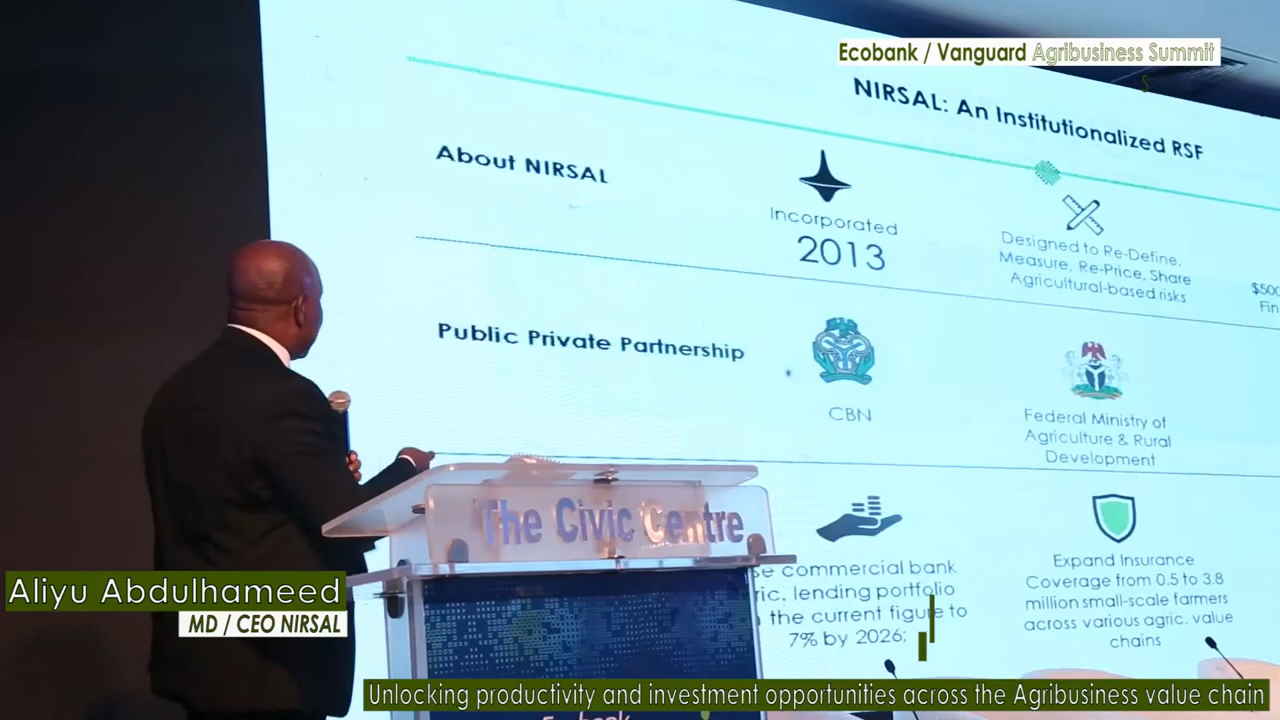 Ecobank / Vanguard Agribusiness Summit
NIRSAL: An Institutionalized RSF
About NIRSAL
Incorporated
2013
Designed to Re-Define,
Measure, Re-Price, Share
Agricultural-based risks
$500
Fin
Public Private Partnership
CBN
Federal Ministry of
Agriculture & Rural
Development
The Civic Centre
se commercial bank
ric. lending portfolio
the current figure to
7% by 2026;
Expand Insurance
Coverage from 0.5 to 3.8
million small-scale farmers
across various agric. value
chains
Aliyu Abdulhameed
MD / CEO NIRSAL
Unlocking productivity and investment opportunities across the Agribusiness value chain